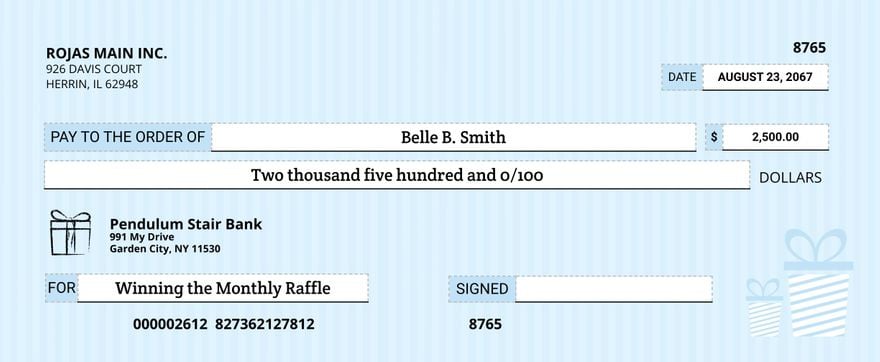 ROJAS MAIN INC.
926 DAVIS COURT
HERRIN, IL 62948
8765
DATE AUGUST 23, 2067
PAY TO THE ORDER OF Belle B. Smith $ 2,500.00
Two thousand five hundred and 0/100 DOLLARS
Pendulum Stair Bank
991 My Drive
Garden City, NY 11530
FOR Winning the Monthly Raffle SIGNED
000002612 827362127812 8765